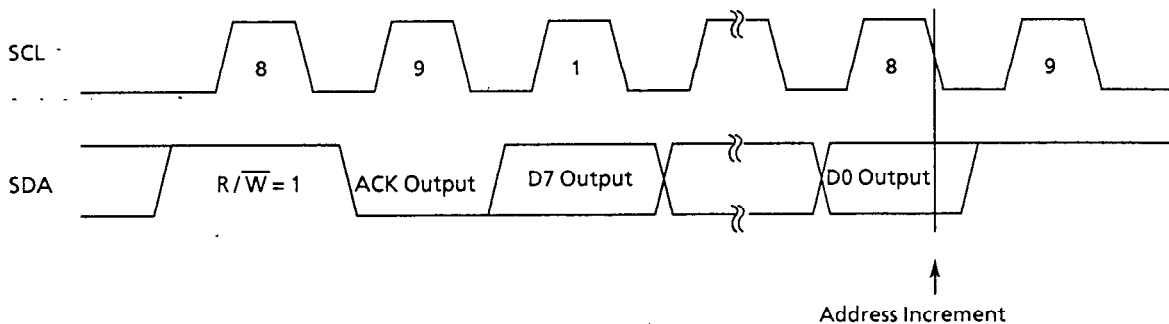 SCL 8 9 1 8 9
SDA R/W̅ = 1 ACK Output D7 Output D0 Output
Address Increment